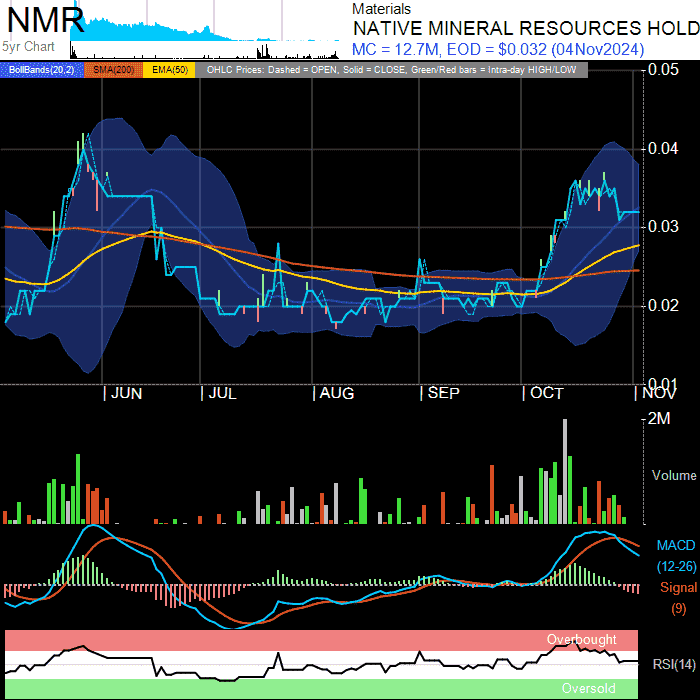 NMR
5yr Chart
Materials
NATIVE MINERAL RESOURCES HOLD
MC = 12.7M, EOD = $0.032 (04Nov2024)
BollBands(20,2) SMA(200) EMA(50) OHLC Prices: Dashed = OPEN, Solid = CLOSE, Green/Red bars = Intra-day HIGH/LOW
0.05
0.04
0.03
0.02
0.01
JUN JUL AUG SEP OCT NOV
2M
Volume
MACD
(12-26)
Signal
(9)
Overbought
RSI(14)
Oversold